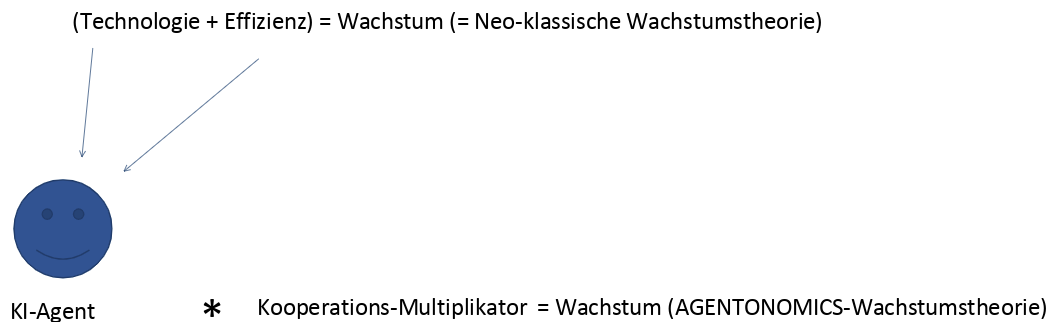 (Technologie + Effizienz) = Wachstum (= Neo-klassische Wachstumstheorie)
KI-Agent * Kooperations-Multiplikator = Wachstum (AGENTONOMICS-Wachstumstheorie)